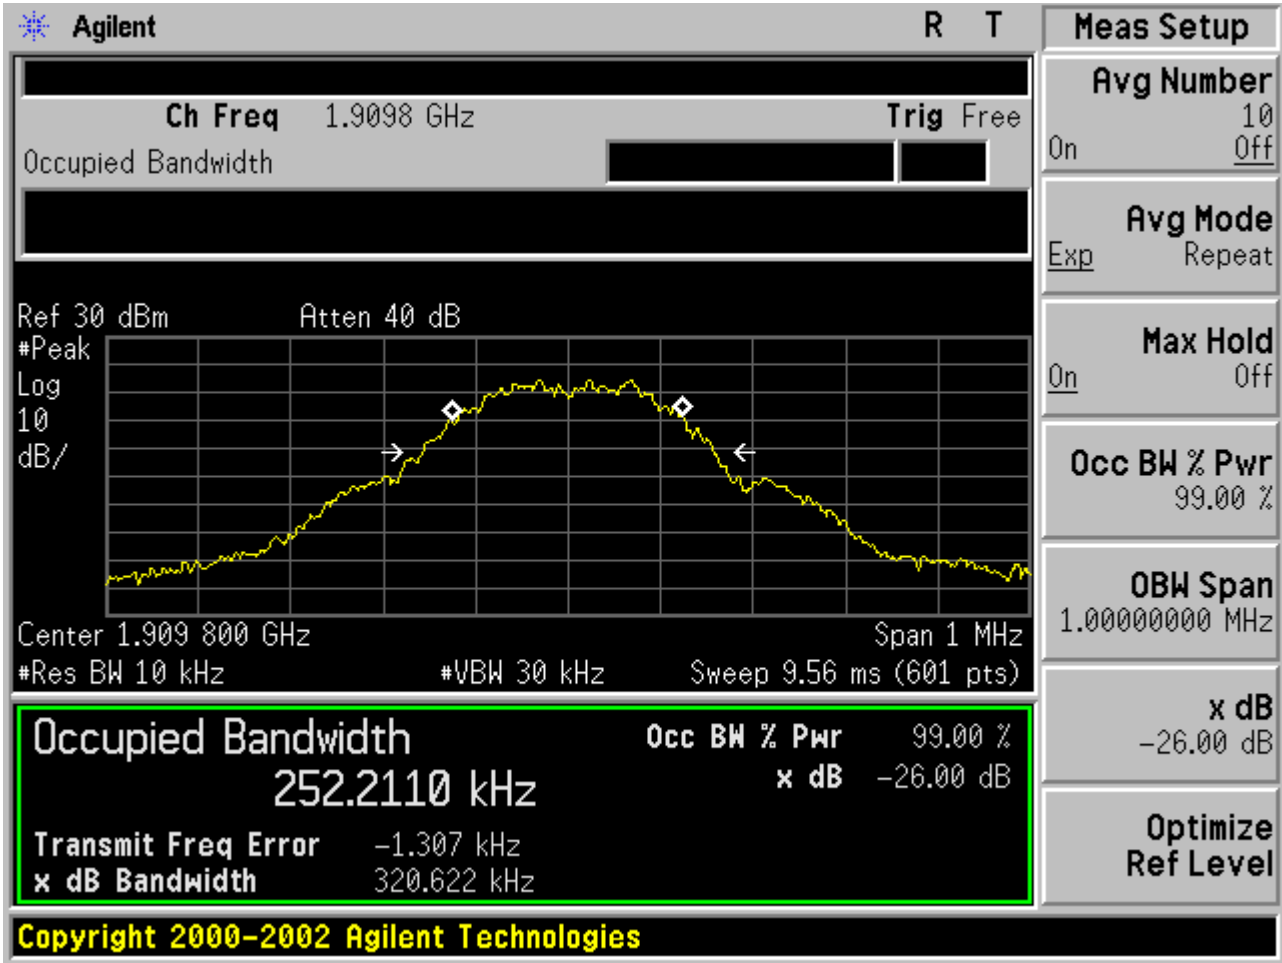 Agilent R T
Ch Freq 1.9098 GHz Trig Free
Occupied Bandwidth
Ref 30 dBm Atten 40 dB
#Peak
Log
10
dB/
Center 1.909 800 GHz Span 1 MHz
#Res BW 10 kHz #VBW 30 kHz Sweep 9.56 ms (601 pts)
Occupied Bandwidth Occ BW % Pwr 99.00 %
252.2110 kHz x dB -26.00 dB
Transmit Freq Error -1.307 kHz
x dB Bandwidth 320.622 kHz
Meas Setup
Avg Number
10
On Off
Avg Mode
Exp Repeat
Max Hold
On Off
Occ BW % Pwr
99.00 %
OBW Span
1.00000000 MHz
x dB
-26.00 dB
Optimize
Ref Level
Copyright 2000-2002 Agilent Technologies